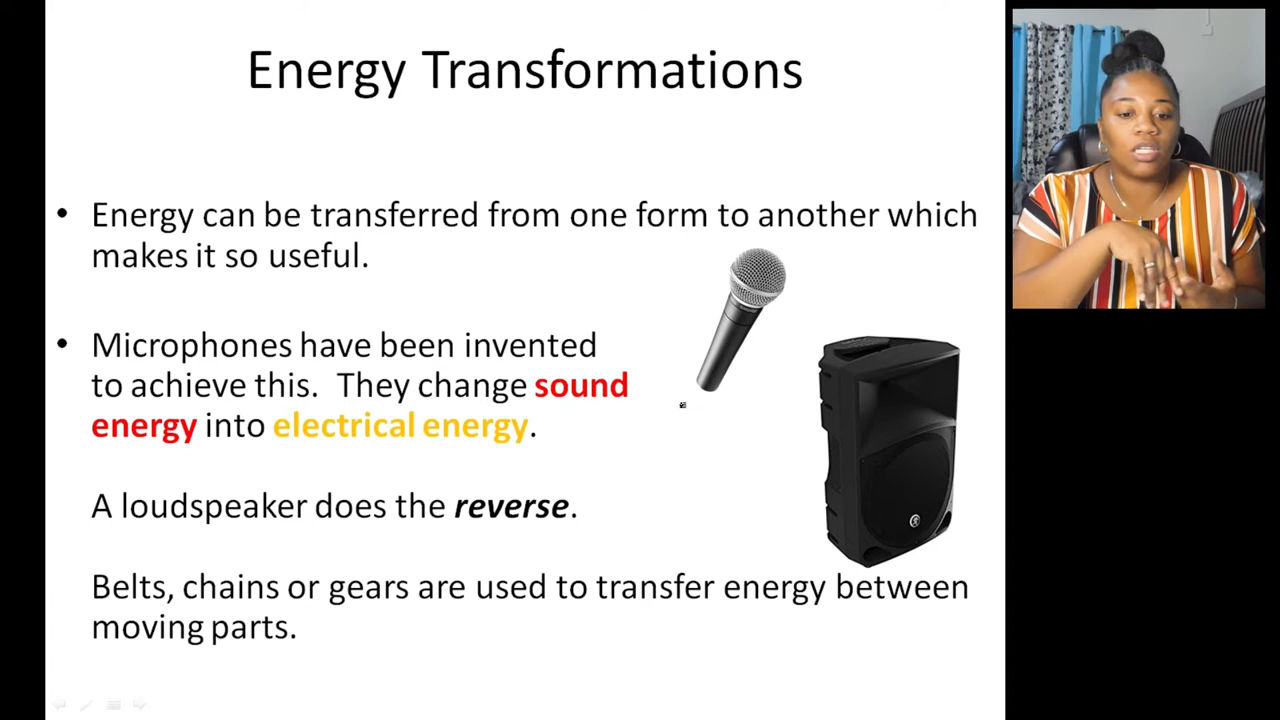 Energy Transformations
• Energy can be transferred from one form to another which
makes it so useful.
• Microphones have been invented
to achieve this.  They change sound
energy into electrical energy.
A loudspeaker does the reverse.
Belts, chains or gears are used to transfer energy between
moving parts.